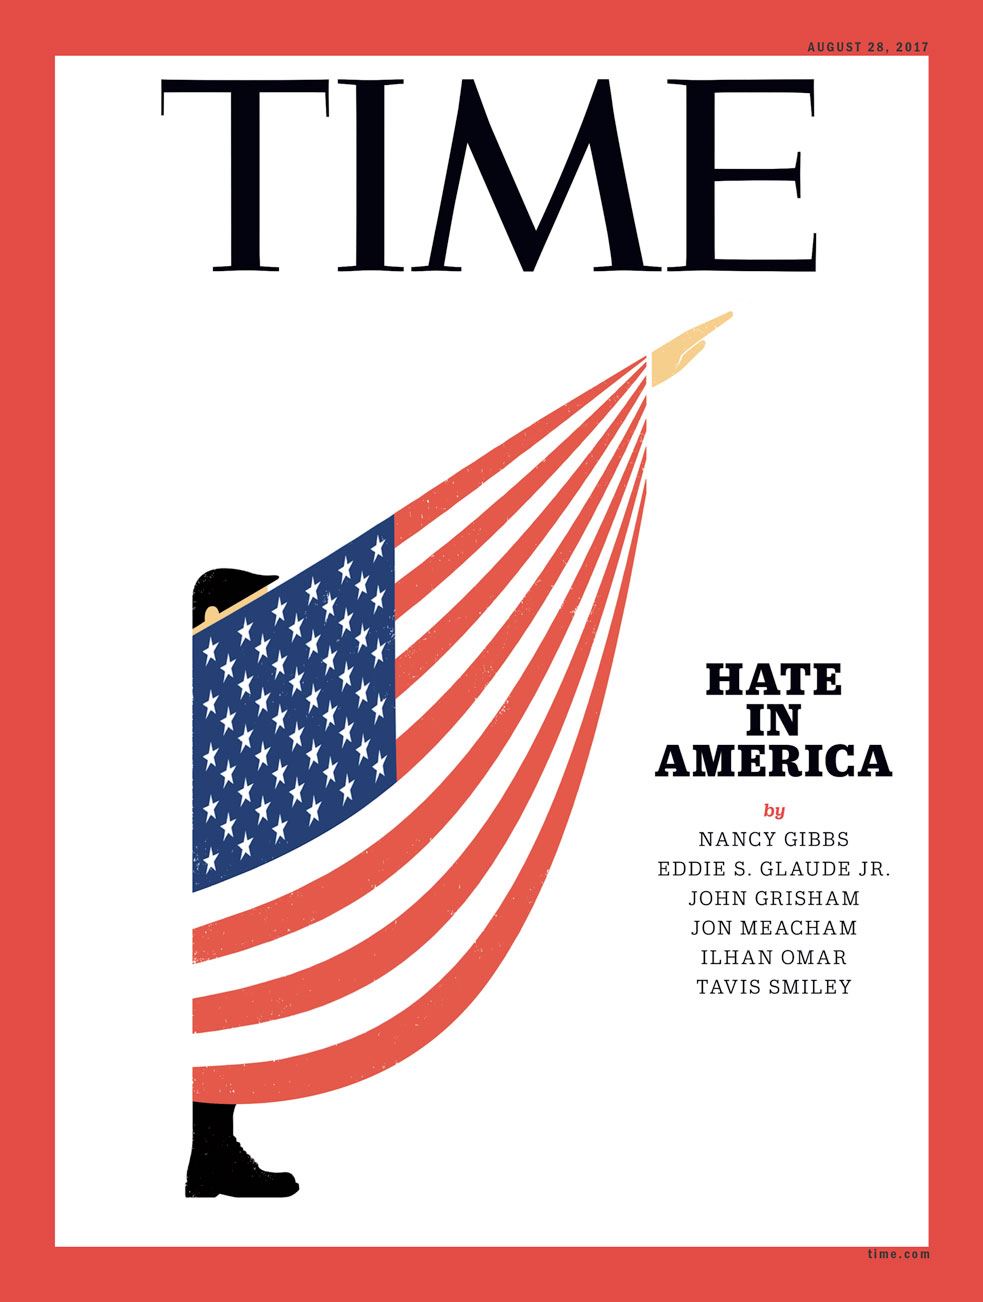 AUGUST 28, 2017
TIME
HATE
IN
AMERICA
by
NANCY GIBBS
EDDIE S. GLAUDE JR.
JOHN GRISHAM
JON MEACHAM
ILHAN OMAR
TAVIS SMILEY
time.com